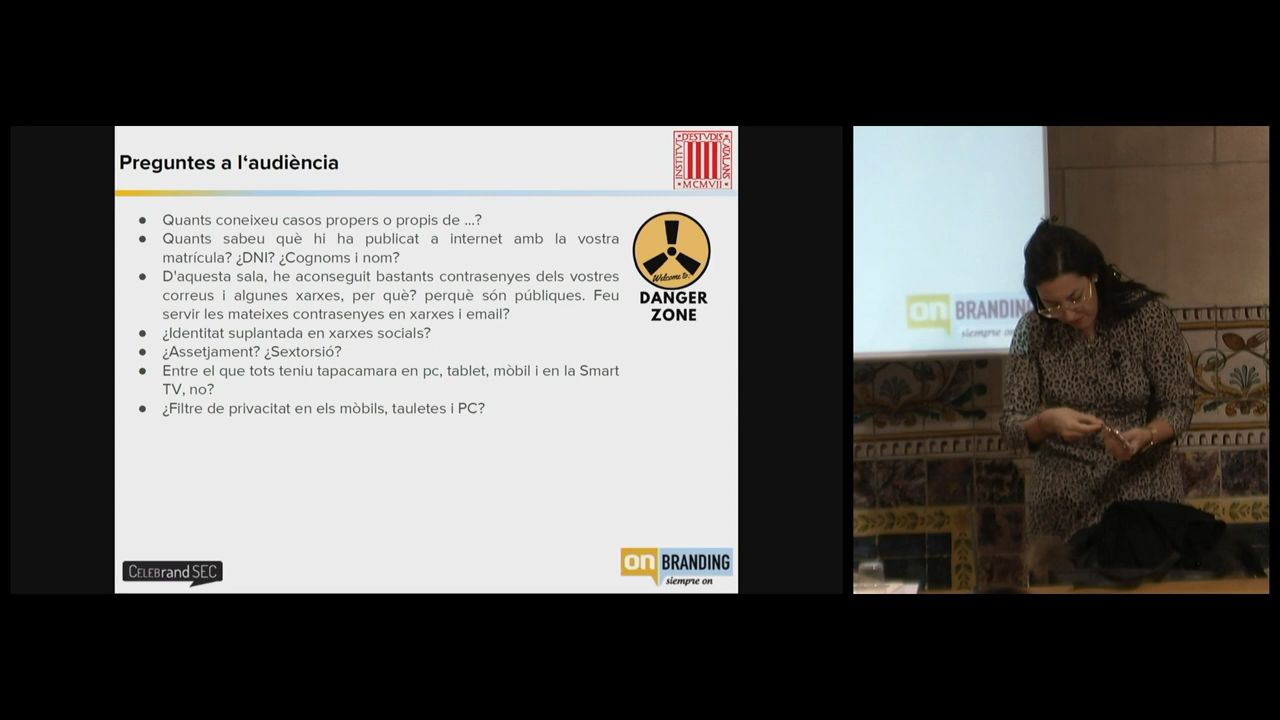 Preguntes a l‘audiència
INSTITVT
D'ESTVDIS
CATALANS
MCMVII
● Quants coneixeu casos propers o propis de ...?
● Quants sabeu què hi ha publicat a internet amb la vostra
matrícula? ¿DNI? ¿Cognoms i nom?
● D'aquesta sala, he aconseguit bastants contrasenyes dels vostres
correus i algunes xarxes, per què? perquè són públiques. Feu
servir les mateixes contrasenyes en xarxes i email?
● ¿Identitat suplantada en xarxes socials?
● ¿Assetjament? ¿Sextorsió?
● Entre el que tots teniu tapacamara en pc, tablet, mòbil i en la Smart
TV, no?
● ¿Filtre de privacitat en els mòbils, tauletes i PC?
Welcome to:
DANGER
ZONE
CELEBrand SEC
on BRANDING
siempre on
on BRANDING
siempre on